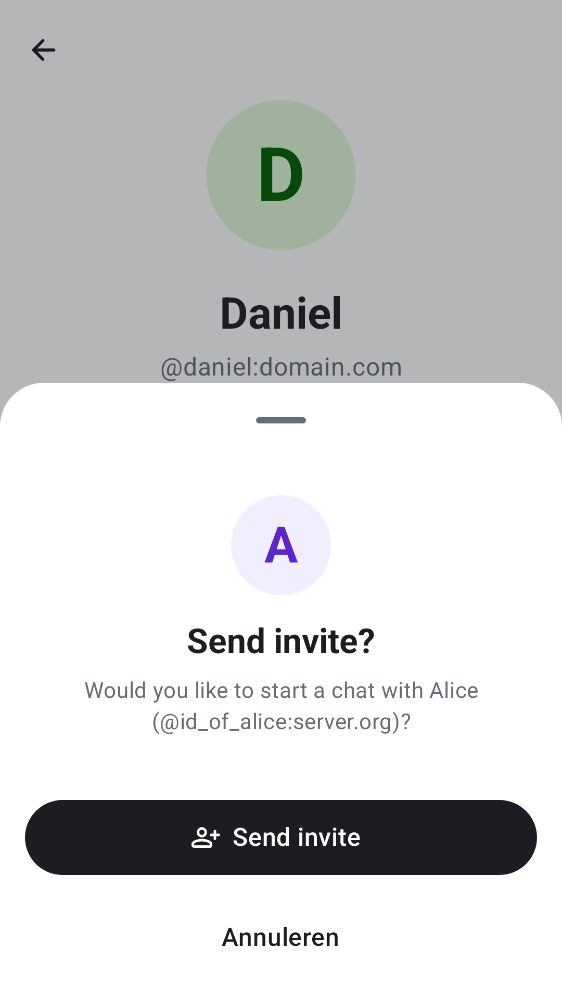 D
Daniel
@daniel:domain.com
A
Send invite?
Would you like to start a chat with Alice
(@id_of_alice:server.org)?
Send invite
Annuleren